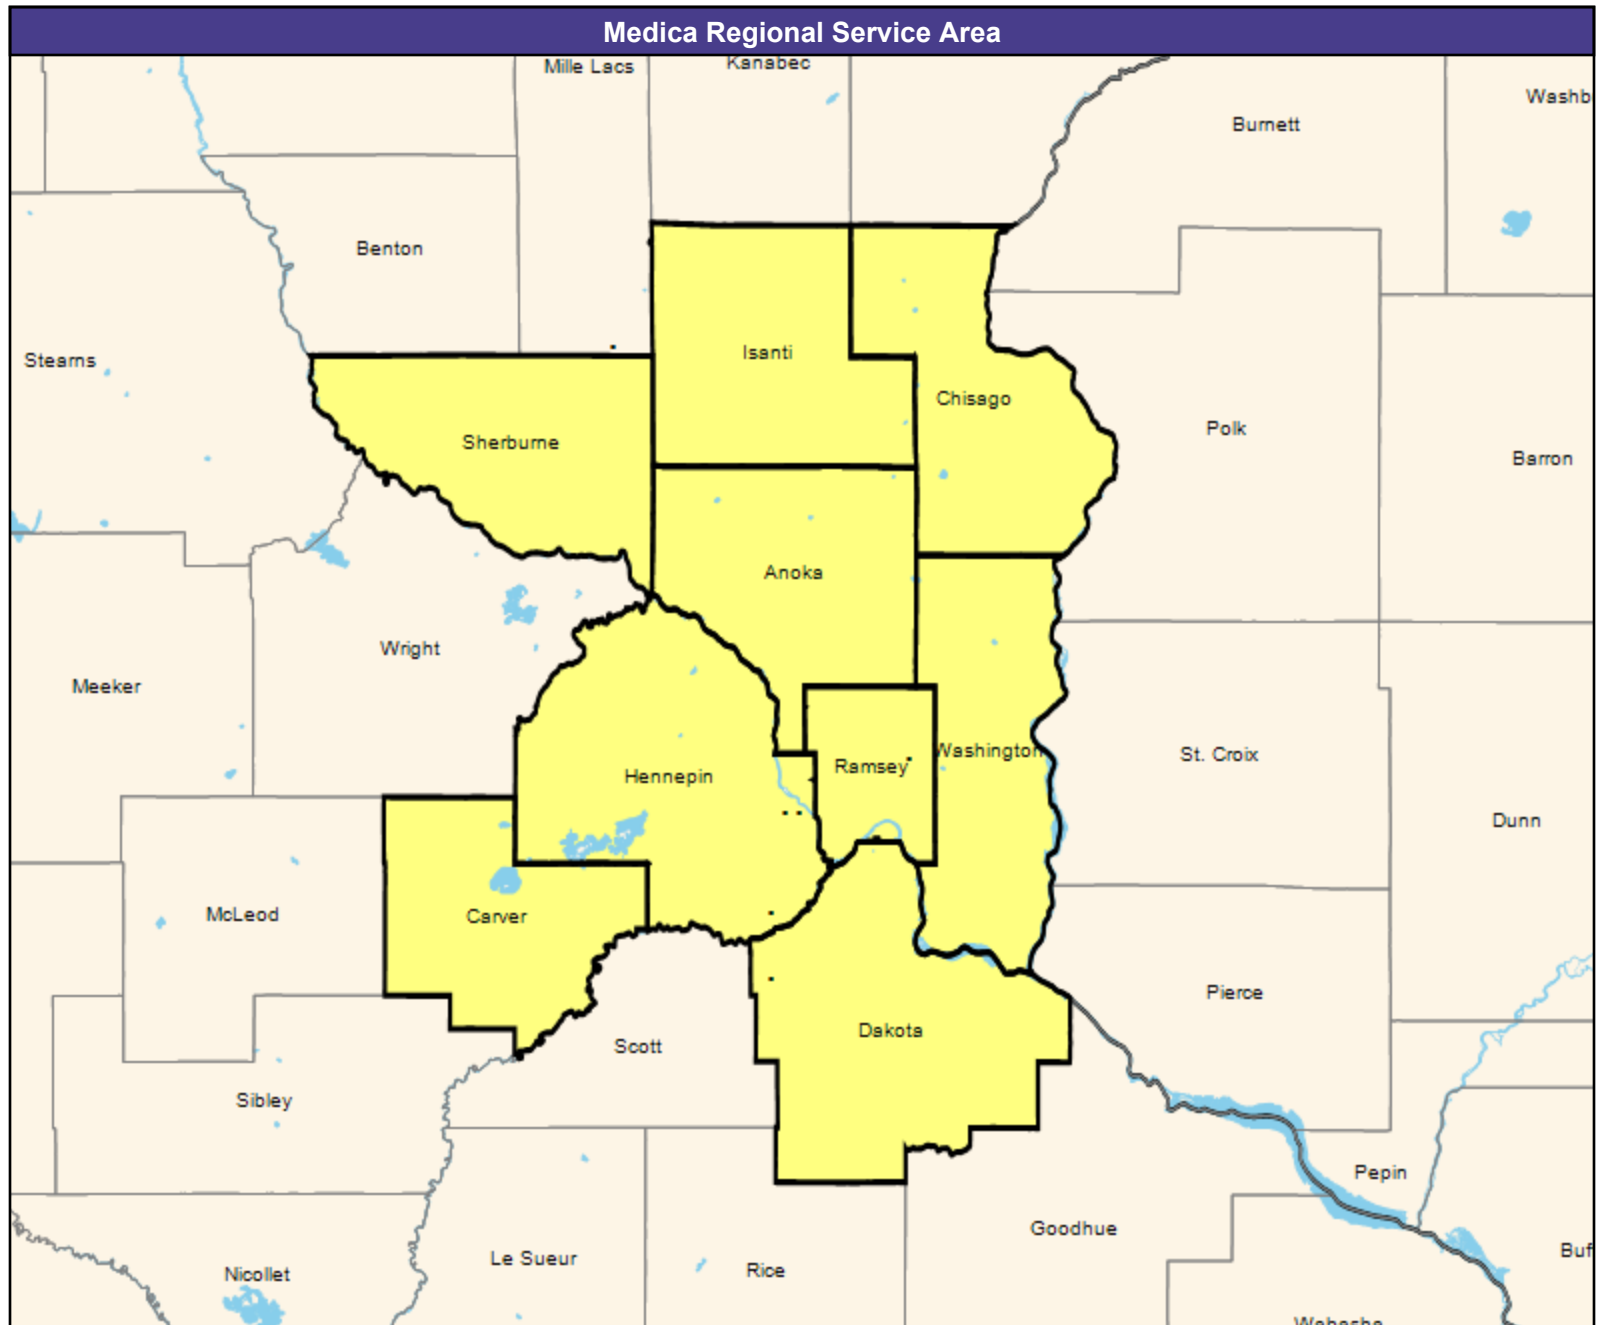 Medica Regional Service Area
Mille Lacs
Kanabec
Washb
Burnett
Benton
Isanti
Stearns
Chisago
Polk
Sherburne
Barron
Anoka
Wright
Meeker
Washington
St. Croix
Ramsey
Hennepin
Dunn
McLeod
Carver
Pierce
Dakota
Scott
Sibley
Pepin
Goodhue
Buf
Le Sueur
Rice
Nicollet